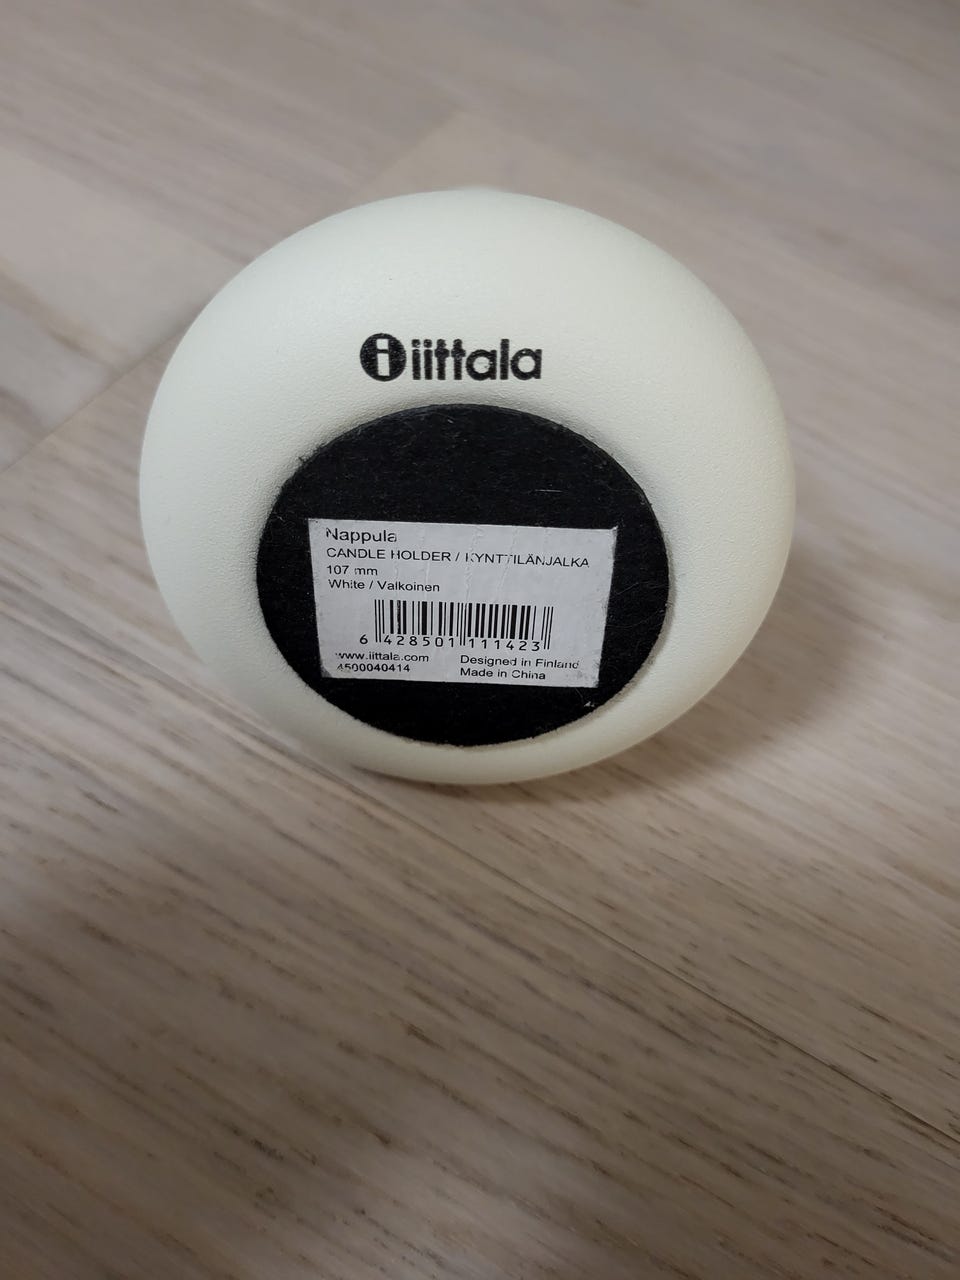 iittala
Nappula
CANDLE HOLDER / KYNTTILÄNJALKA
107 mm
White / Valkoinen
6 428501 111423
www.iittala.com
4500040414
Designed in Finland
Made in China